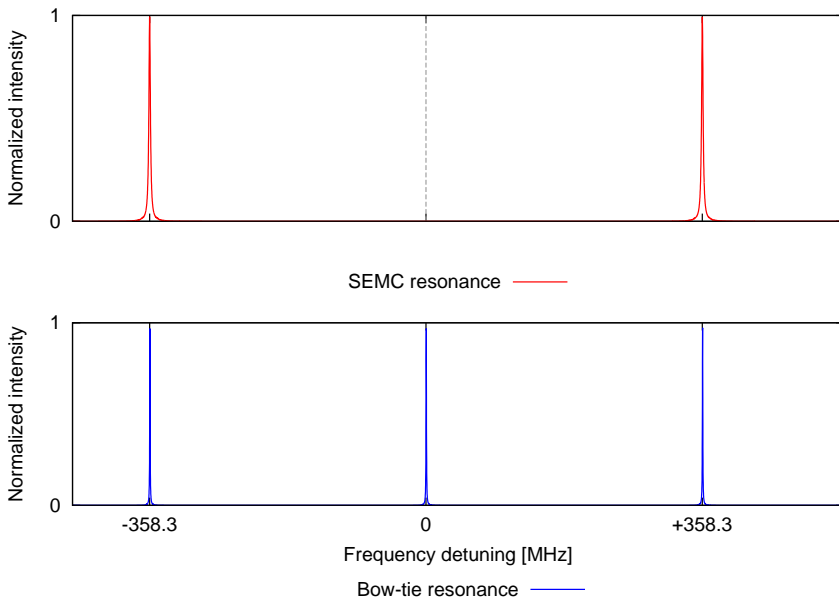 1
Normalized intensity
0
SEMC resonance
1
Normalized intensity
0
-358.3 0 +358.3
Frequency detuning [MHz]
Bow-tie resonance